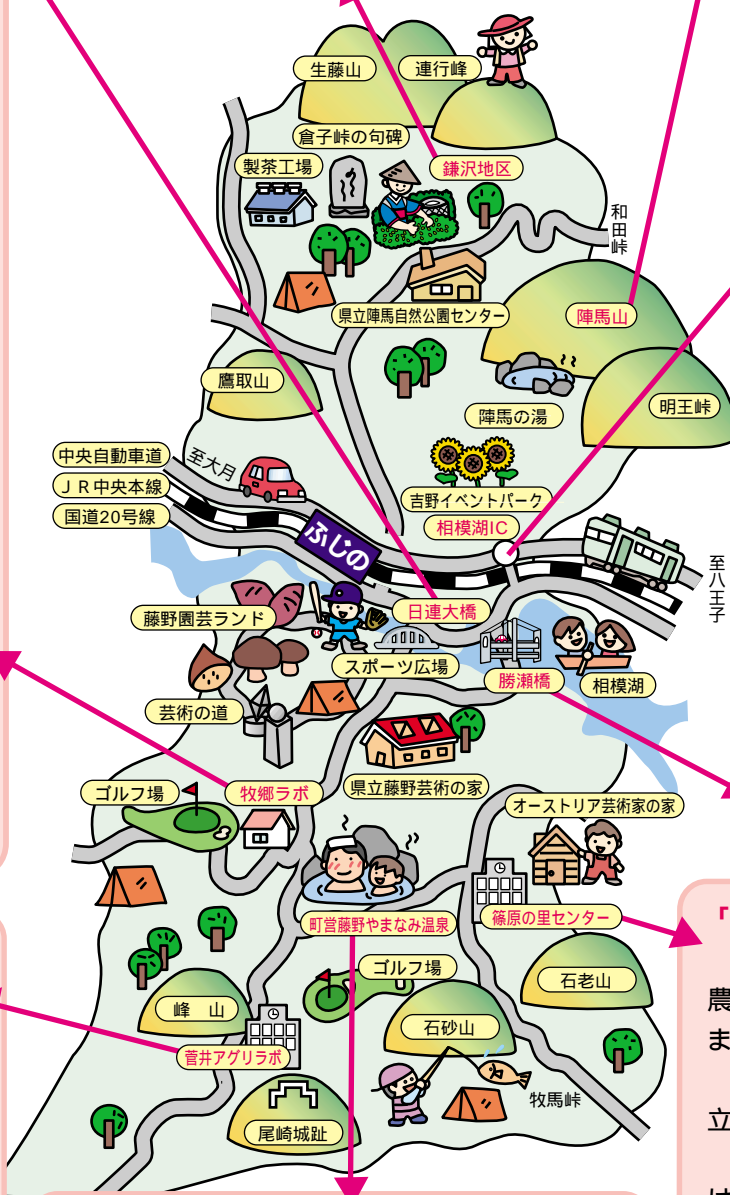 生藤山
連行峰
倉子峠の句碑
製茶工場
鎌沢地区
和田峠
県立陣馬自然公園センター
陣馬山
鷹取山
陣馬の湯
明王峠
中央自動車道
至大月
JR中央本線
国道20号線
吉野イベントパーク
相模湖IC
ふじの
至八王子
藤野園芸ランド
日連大橋
スポーツ広場
勝瀬橋
相模湖
芸術の道
ゴルフ場
牧郷ラボ
県立藤野芸術の家
オーストリア芸術家の家
町営藤野やまなみ温泉
篠原の里センター
ゴルフ場
石老山
峰 山
石砂山
菅井アグリラボ
牧馬峠
尾崎城趾
「
農
ま
立